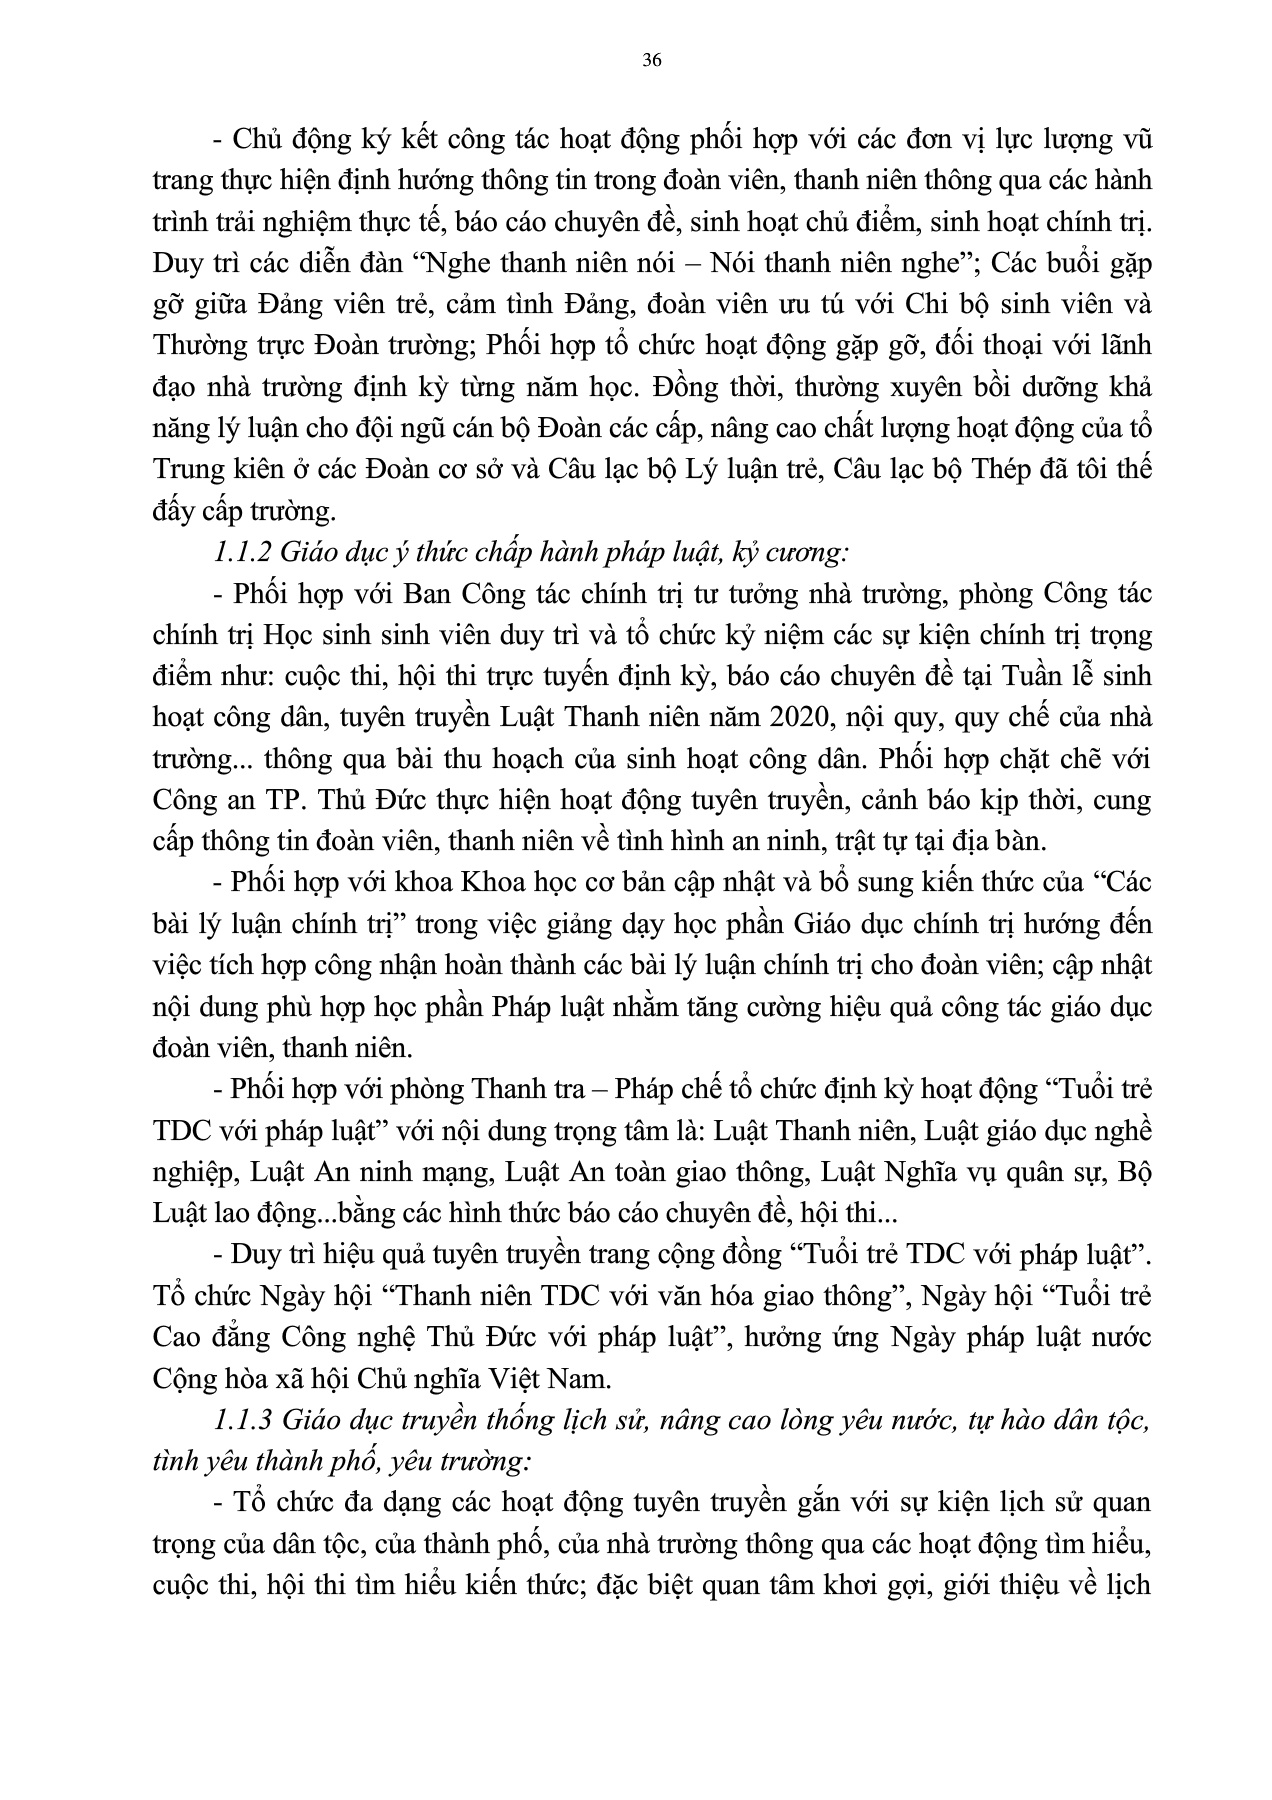 36
- Chủ động ký kết công tác hoạt động phối hợp với các đơn vị lực lượng vũ
trang thực hiện định hướng thông tin trong đoàn viên, thanh niên thông qua các hành
trình trải nghiệm thực tế, báo cáo chuyên đề, sinh hoạt chủ điểm, sinh hoạt chính trị.
Duy trì các diễn đàn “Nghe thanh niên nói – Nói thanh niên nghe”; Các buổi gặp
gỡ giữa Đảng viên trẻ, cảm tình Đảng, đoàn viên ưu tú với Chi bộ sinh viên và
Thường trực Đoàn trường; Phối hợp tổ chức hoạt động gặp gỡ, đối thoại với lãnh
đạo nhà trường định kỳ từng năm học. Đồng thời, thường xuyên bồi dưỡng khả
năng lý luận cho đội ngũ cán bộ Đoàn các cấp, nâng cao chất lượng hoạt động của tổ
Trung kiên ở các Đoàn cơ sở và Câu lạc bộ Lý luận trẻ, Câu lạc bộ Thép đã tôi thế
đấy cấp trường.
1.1.2 Giáo dục ý thức chấp hành pháp luật, kỷ cương:
- Phối hợp với Ban Công tác chính trị tư tưởng nhà trường, phòng Công tác
chính trị Học sinh sinh viên duy trì và tổ chức kỷ niệm các sự kiện chính trị trọng
điểm như: cuộc thi, hội thi trực tuyến định kỳ, báo cáo chuyên đề tại Tuần lễ sinh
hoạt công dân, tuyên truyền Luật Thanh niên năm 2020, nội quy, quy chế của nhà
trường... thông qua bài thu hoạch của sinh hoạt công dân. Phối hợp chặt chẽ với
Công an TP. Thủ Đức thực hiện hoạt động tuyên truyền, cảnh báo kịp thời, cung
cấp thông tin đoàn viên, thanh niên về tình hình an ninh, trật tự tại địa bàn.
- Phối hợp với khoa Khoa học cơ bản cập nhật và bổ sung kiến thức của “Các
bài lý luận chính trị” trong việc giảng dạy học phần Giáo dục chính trị hướng đến
việc tích hợp công nhận hoàn thành các bài lý luận chính trị cho đoàn viên; cập nhật
nội dung phù hợp học phần Pháp luật nhằm tăng cường hiệu quả công tác giáo dục
đoàn viên, thanh niên.
- Phối hợp với phòng Thanh tra – Pháp chế tổ chức định kỳ hoạt động “Tuổi trẻ
TDC với pháp luật” với nội dung trọng tâm là: Luật Thanh niên, Luật giáo dục nghề
nghiệp, Luật An ninh mạng, Luật An toàn giao thông, Luật Nghĩa vụ quân sự, Bộ
Luật lao động...bằng các hình thức báo cáo chuyên đề, hội thi...
- Duy trì hiệu quả tuyên truyền trang cộng đồng “Tuổi trẻ TDC với pháp luật”.
Tổ chức Ngày hội “Thanh niên TDC với văn hóa giao thông”, Ngày hội “Tuổi trẻ
Cao đẳng Công nghệ Thủ Đức với pháp luật”, hưởng ứng Ngày pháp luật nước
Cộng hòa xã hội Chủ nghĩa Việt Nam.
1.1.3 Giáo dục truyền thống lịch sử, nâng cao lòng yêu nước, tự hào dân tộc,
tình yêu thành phố, yêu trường:
- Tổ chức đa dạng các hoạt động tuyên truyền gắn với sự kiện lịch sử quan
trọng của dân tộc, của thành phố, của nhà trường thông qua các hoạt động tìm hiểu,
cuộc thi, hội thi tìm hiểu kiến thức; đặc biệt quan tâm khơi gợi, giới thiệu về lịch